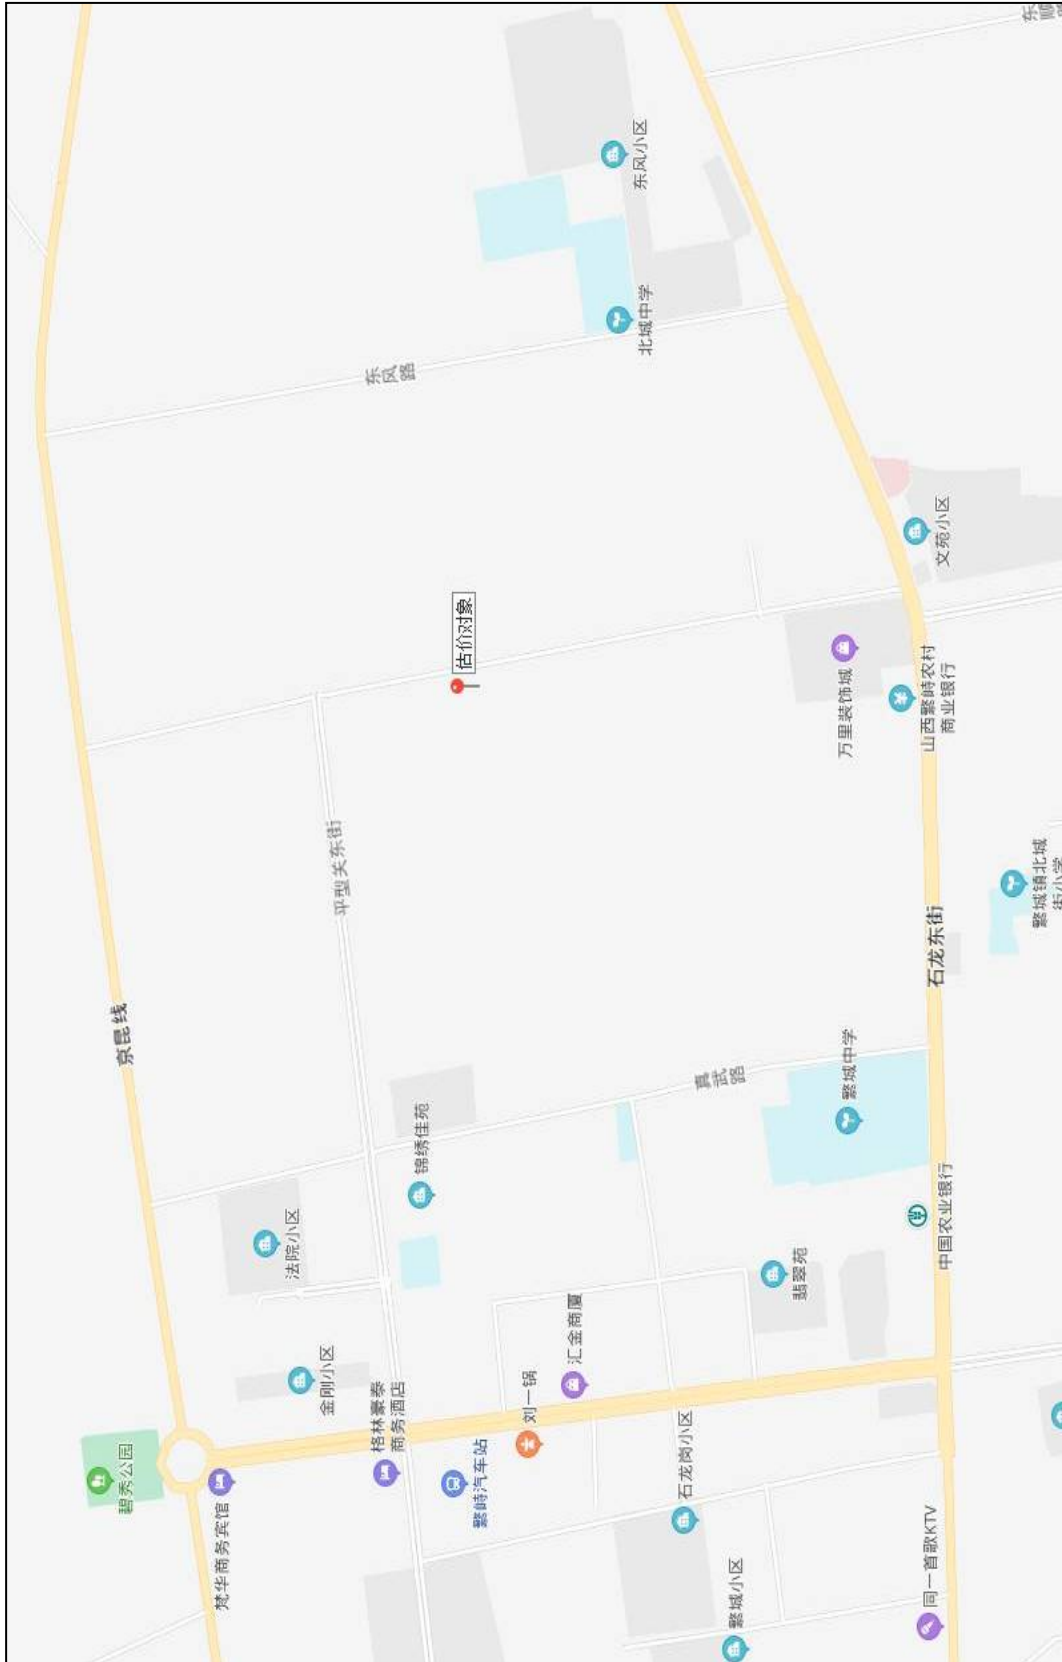 碧秀公园
梵华商务宾馆
金刚小区
法院小区
京昆线
格林豪泰
商务酒店
繁峙汽车站
锦绣佳苑
平型关东街
估价对象
东风路
东风小区
北城中学
刘一锅
汇金商厦
石龙岗小区
繁城小区
真武路
翡翠苑
繁城中学
中国农业银行
同一首歌KTV
石龙东街
万里装饰城
山西繁峙农村
商业银行
文苑小区
繁城镇北城
街小学